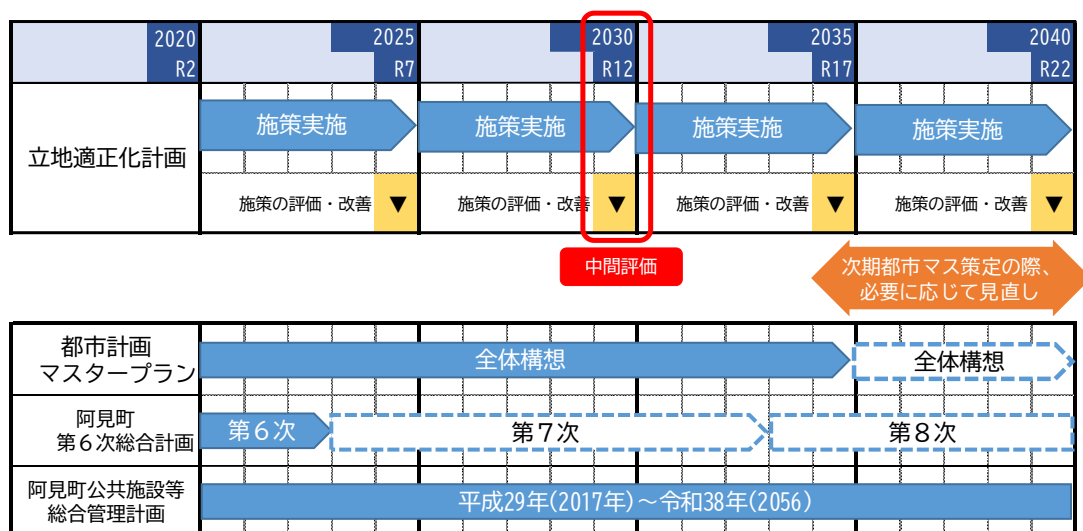 2020 2025 2030 2035 2040
R2 R7 R12 R17 R22
立地適正化計画
施策実施 施策実施 施策実施 施策実施
施策の評価・改善 ▼ 施策の評価・改善 ▼ 施策の評価・改善 ▼ 施策の評価・改善 ▼
中間評価
次期都市マス策定の際、
必要に応じて見直し
都市計画
マスタープラン
全体構想 全体構想
阿見町
第6次総合計画
第6次 第7次 第8次
阿見町公共施設等
総合管理計画
平成29年(2017年)~令和38年(2056)